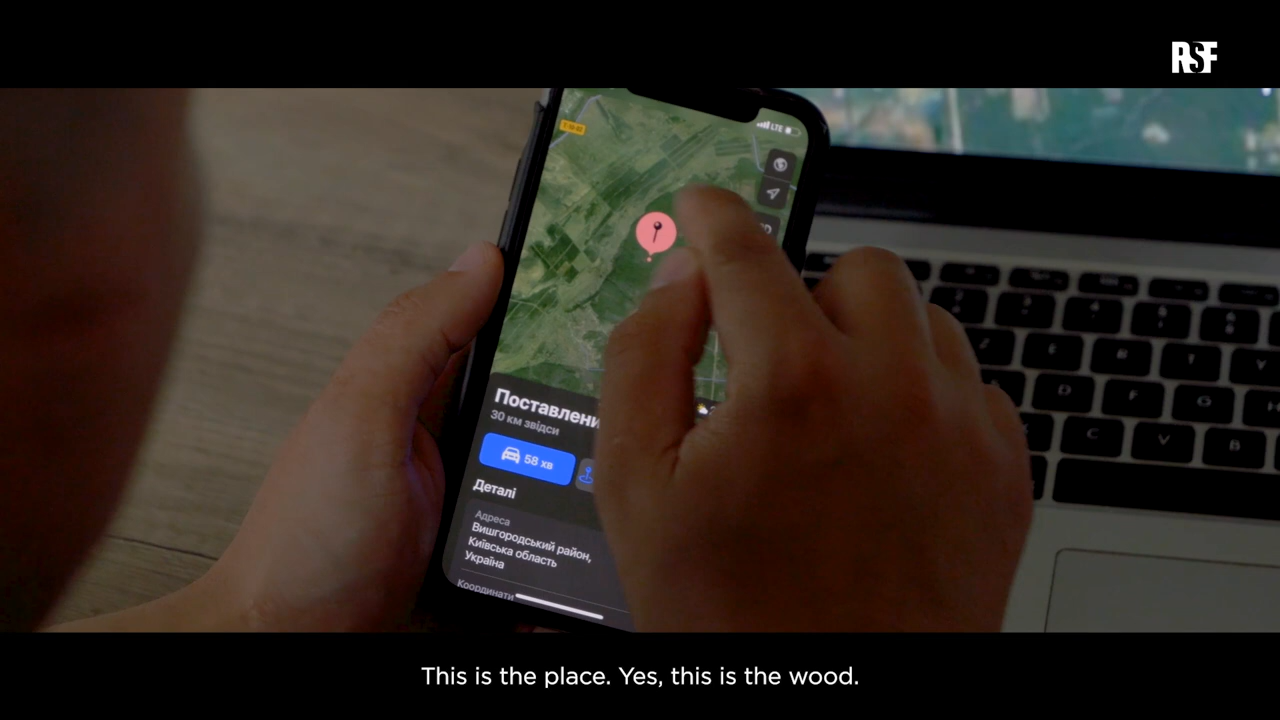 RSF
LTE
Поставлени
30 км звідси
58 хв
Деталі
Адреса
Вишгородський район,
Київська область
Україна
Координати
D
F
G
C
V
B
This is the place. Yes, this is the wood.